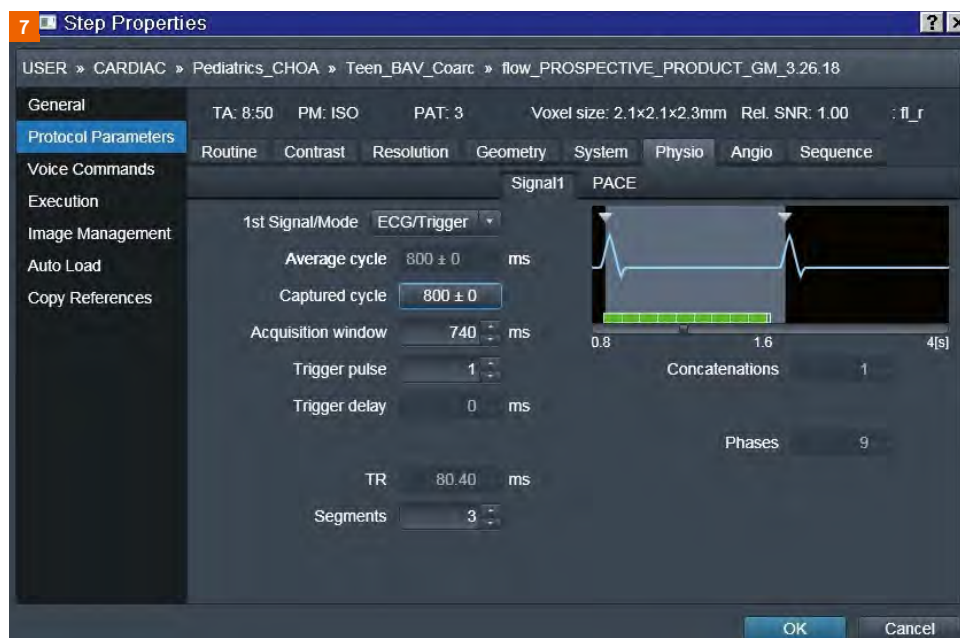 7 Step Properties ? X
USER » CARDIAC » Pediatrics_CHOA » Teen_BAV_Coarc » flow_PROSPECTIVE_PRODUCT_GM_3.26.18
General
Protocol Parameters
Voice Commands
Execution
Image Management
Auto Load
Copy References
TA: 8:50 PM: ISO PAT: 3 Voxel size: 2.1×2.1×2.3mm Rel. SNR: 1.00 : fl_r
Routine Contrast Resolution Geometry System Physio Angio Sequence
Signal1 PACE
1st Signal/Mode ECG/Trigger
Average cycle 800 ± 0 ms
Captured cycle 800 ± 0
Acquisition window 740 ms
Trigger pulse 1
Trigger delay 0 ms
TR 80.40 ms
Segments 3
0.8 1.6 4[s]
Concatenations 1
Phases 9
OK Cancel